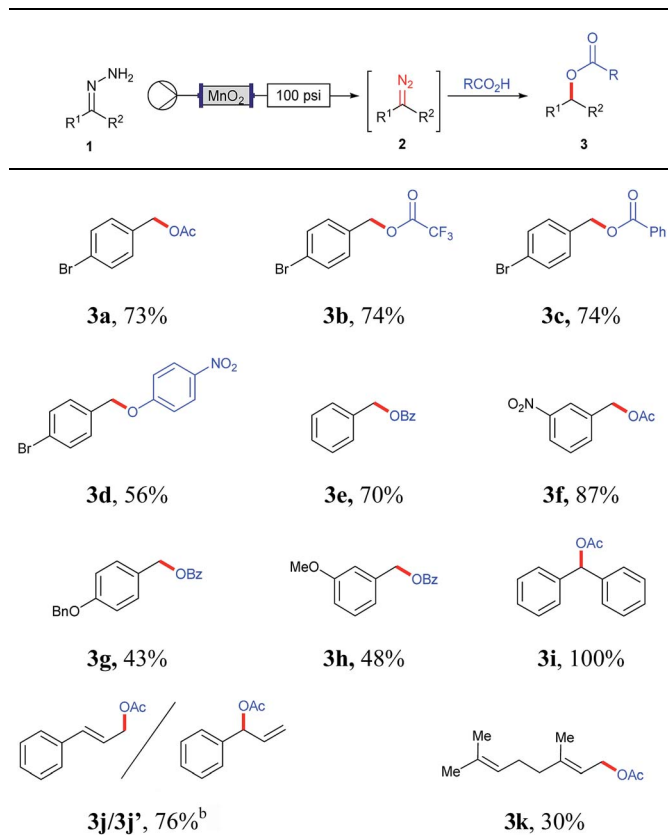 N NH₂
R¹ R²
1
MnO₂
100 psi
N₂
R¹ R²
2
RCO₂H
O
O R
R¹ R²
3
Br OAc
3a, 73%
Br O O CF₃
3b, 74%
Br O O Ph
3c, 74%
Br O NO₂
3d, 56%
OBz
3e, 70%
O₂N OAc
3f, 87%
BnO OBz
3g, 43%
MeO OBz
3h, 48%
OAc
3i, 100%
OAc
OAc
3j/3j', 76%ᵇ
Me Me Me OAc
3k, 30%